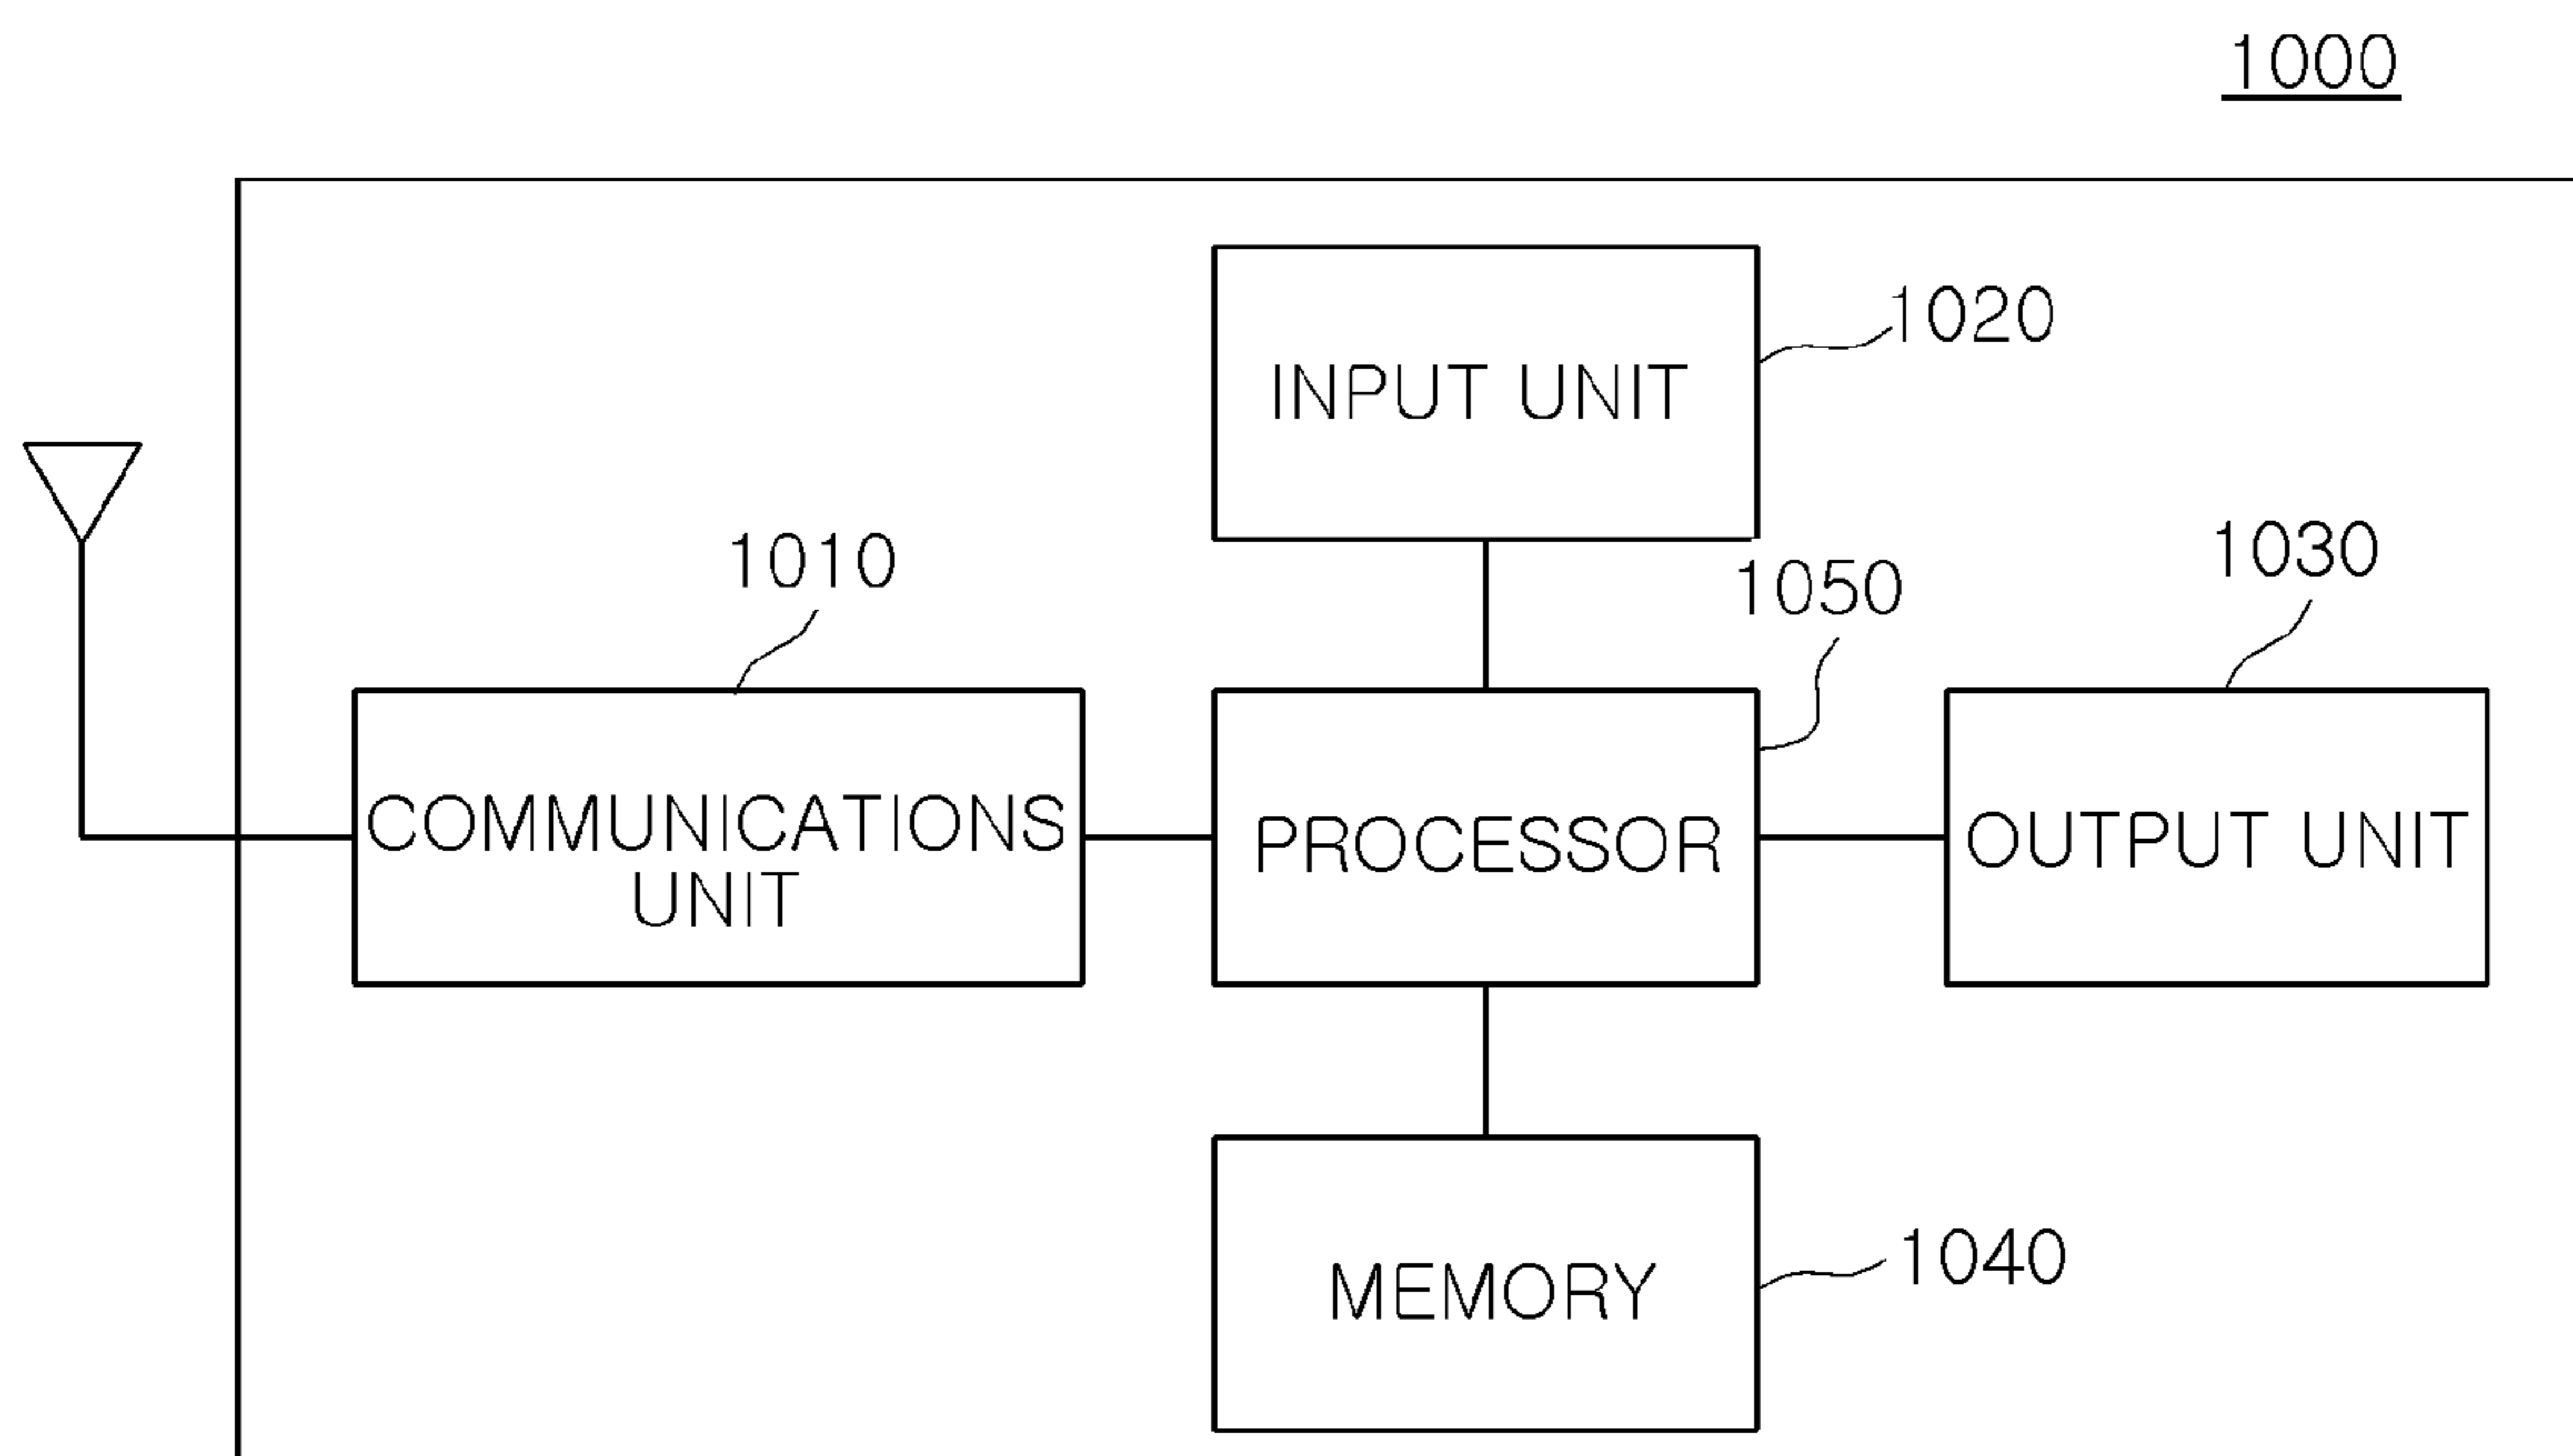 1000
1020
INPUT UNIT
1010
1050
1030
COMMUNICATIONS
UNIT
PROCESSOR
OUTPUT UNIT
1040
MEMORY